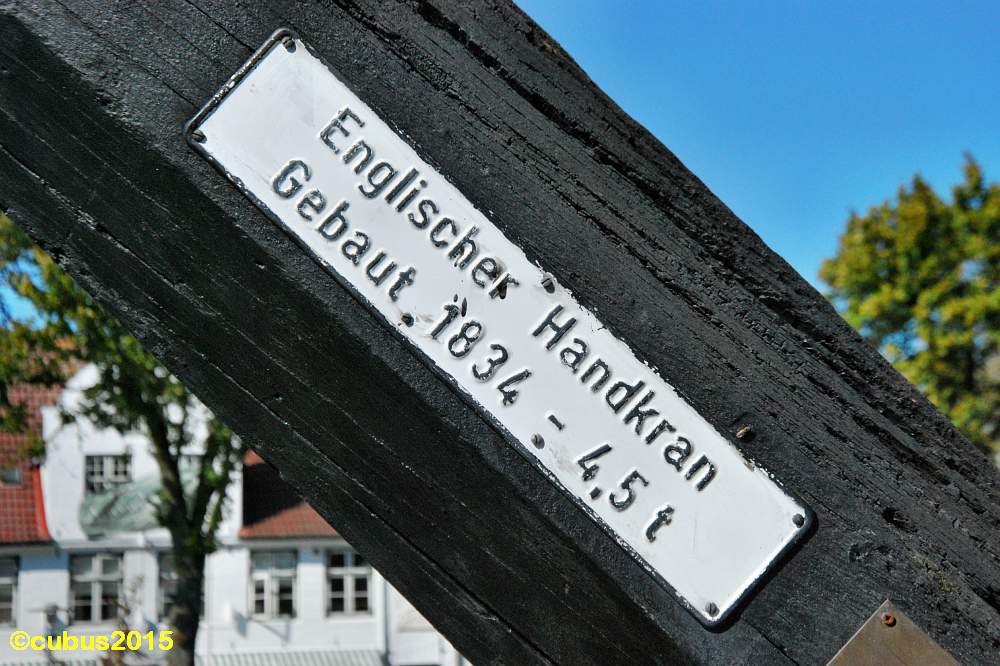 Englischer Handkran
Gebaut. 1834 - 4.5 t
©cubus2015